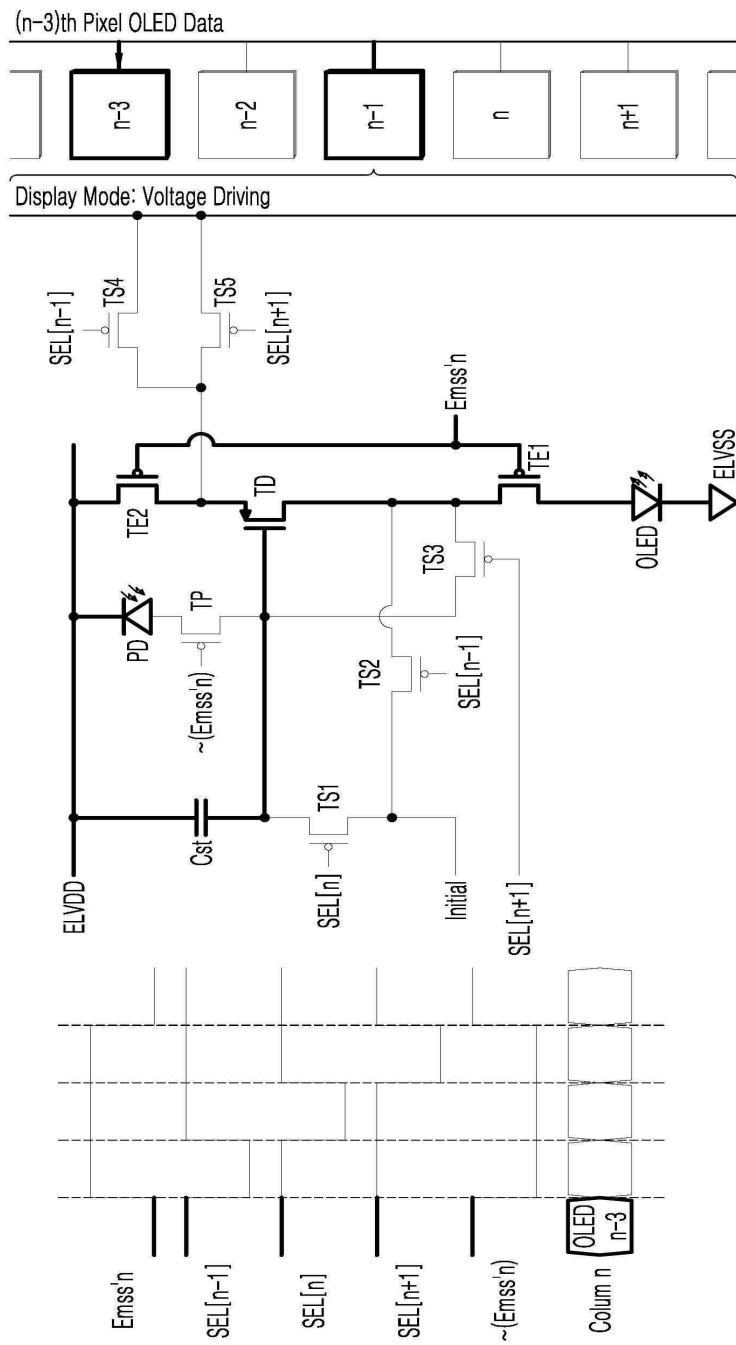 (n-3)th Pixel OLED Data
n-3
n-2
n-1
n
n+1
Display Mode: Voltage Driving
SEL[n-1]
TS4
TS5
SEL[n+1]
Emss'n
TE2
TD
TE1
ELVSS
OLED
PD
TP
~(Emss'n)
TS3
TS2
SEL[n-1]
Cst
TS1
SEL[n]
ELVDD
Initial
SEL[n+1]
Emss'n
SEL[n-1]
SEL[n]
SEL[n+1]
~(Emss'n)
OLED
n-3
Colum n